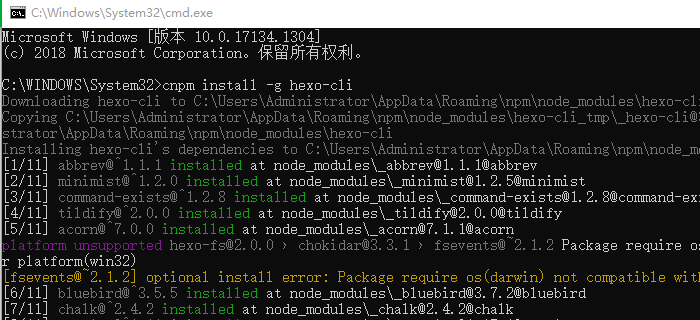 C:\Windows\System32\cmd.exe
Microsoft Windows [版本 10.0.17134.1304]
(c) 2018 Microsoft Corporation。保留所有权利。
C:\WINDOWS\System32>cnpm install -g hexo-cli
Downloading hexo-cli to C:\Users\Administrator\AppData\Roaming\npm\node_modules\hexo-cli
Copying C:\Users\Administrator\AppData\Roaming\npm\node_modules\hexo-cli_tmp\_hexo-cli@
strator\AppData\Roaming\npm\node_modules\hexo-cli
Installing hexo-cli's dependencies to C:\Users\Administrator\AppData\Roaming\npm\node_mo
[1/11] abbrev@^1.1.1 installed at node_modules\_abbrev@1.1.1@abbrev
[2/11] minimist@^1.2.0 installed at node_modules\_minimist@1.2.5@minimist
[3/11] command-exists@^1.2.8 installed at node_modules\_command-exists@1.2.8@command-ex
[4/11] tildify@^2.0.0 installed at node_modules\_tildify@2.0.0@tildify
[5/11] acorn@^7.0.0 installed at node_modules\_acorn@7.1.1@acorn
platform unsupported hexo-fs@2.0.0 › chokidar@3.3.1 › fsevents@~2.1.2 Package require os
r platform(win32)
[fsevents@~2.1.2] optional install error: Package require os(darwin) not compatible wit
[6/11] bluebird@^3.5.5 installed at node_modules\_bluebird@3.7.2@bluebird
[7/11] chalk@^2.4.2 installed at node_modules\_chalk@2.4.2@chalk